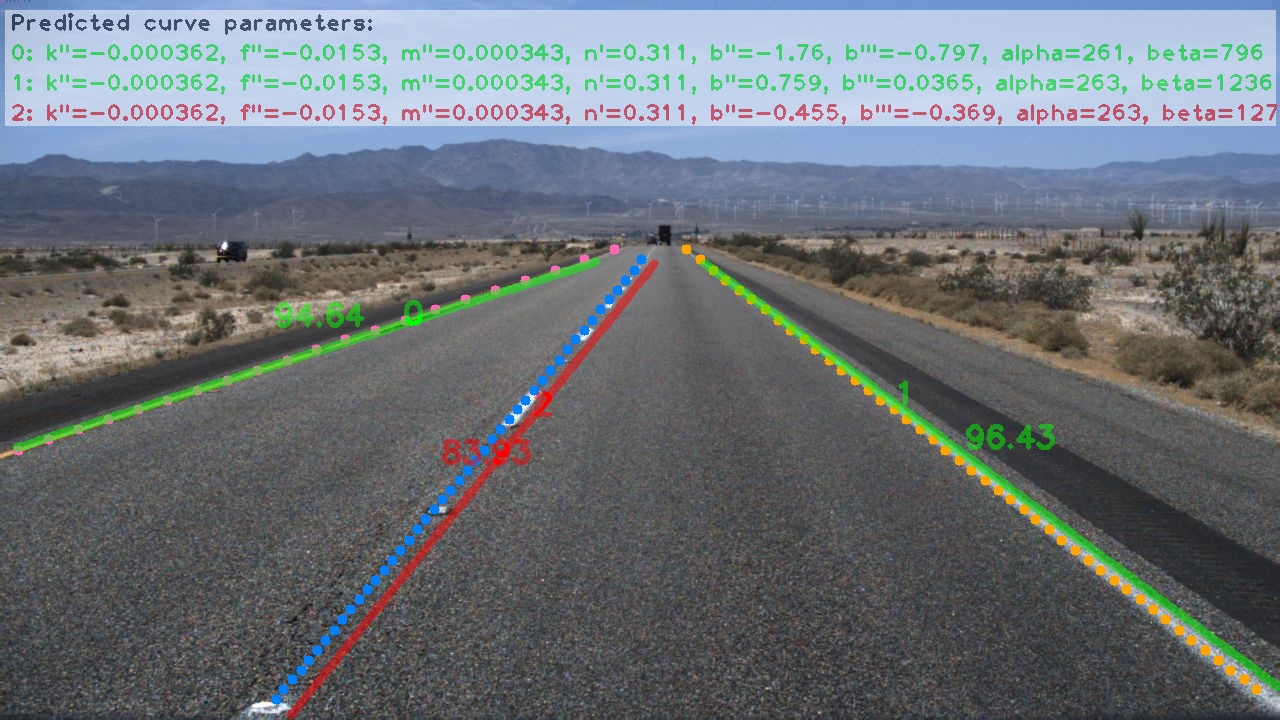 Predicted curve parameters:
0: k''=-0.000362, f''=-0.0153, m''=0.000343, n'=0.311, b''=-1.76, b'''=-0.797, alpha=261, beta=796
1: k''=-0.000362, f''=-0.0153, m''=0.000343, n'=0.311, b''=0.759, b'''=0.0365, alpha=263, beta=1236
2: k''=-0.000362, f''=-0.0153, m''=0.000343, n'=0.311, b''=-0.455, b'''=-0.369, alpha=263, beta=127
94.64 0
1
2
96.43
83.93